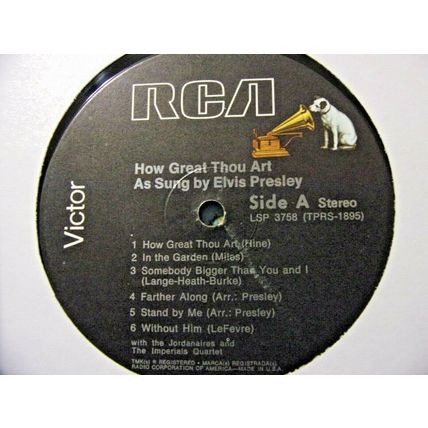 RCA
How Great Thou Art
As Sung by Elvis Presley
Side A Stereo
LSP 3758 (TPRS-1895)
Victor
1 How Great Thou Art (Hine)
2 In the Garden (Miles)
3 Somebody Bigger Than You and I
(Lange-Heath-Burke)
4 Farther Along (Arr.: Presley)
5 Stand by Me (Arr.: Presley)
6 Without Him (LeFevre)
with the Jordanaires and
The Imperials Quartet
TMK(s) ® REGISTERED • MARCA(s) REGISTRADA(s)
RADIO CORPORATION OF AMERICA—MADE IN U.S.A.